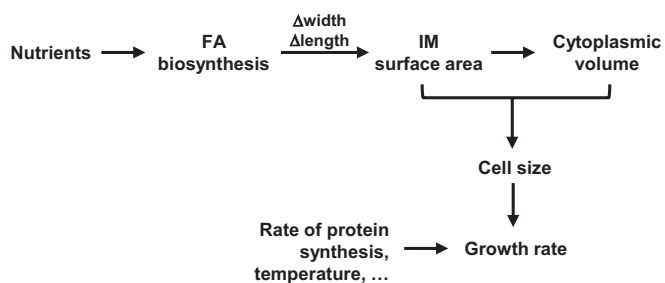 Nutrients
FA
biosynthesis
Δwidth
Δlength
IM
surface area
Cytoplasmic
volume
Cell size
Rate of protein
synthesis,
temperature, ...
Growth rate